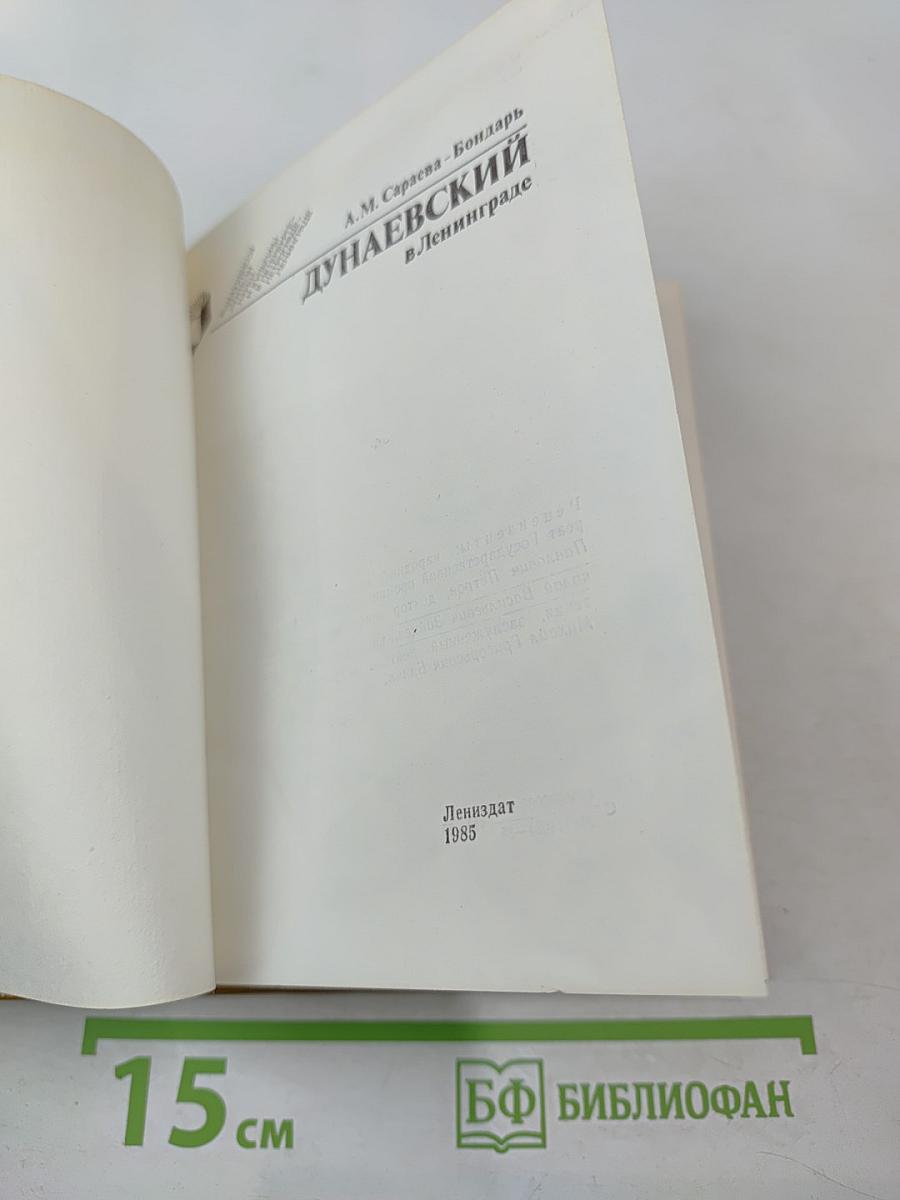 А. М. Сараева-Бондарь
ДУНАЕВСКИЙ
в Ленинграде
Лениздат
1985
15 см
БФ БИБЛИОФАН